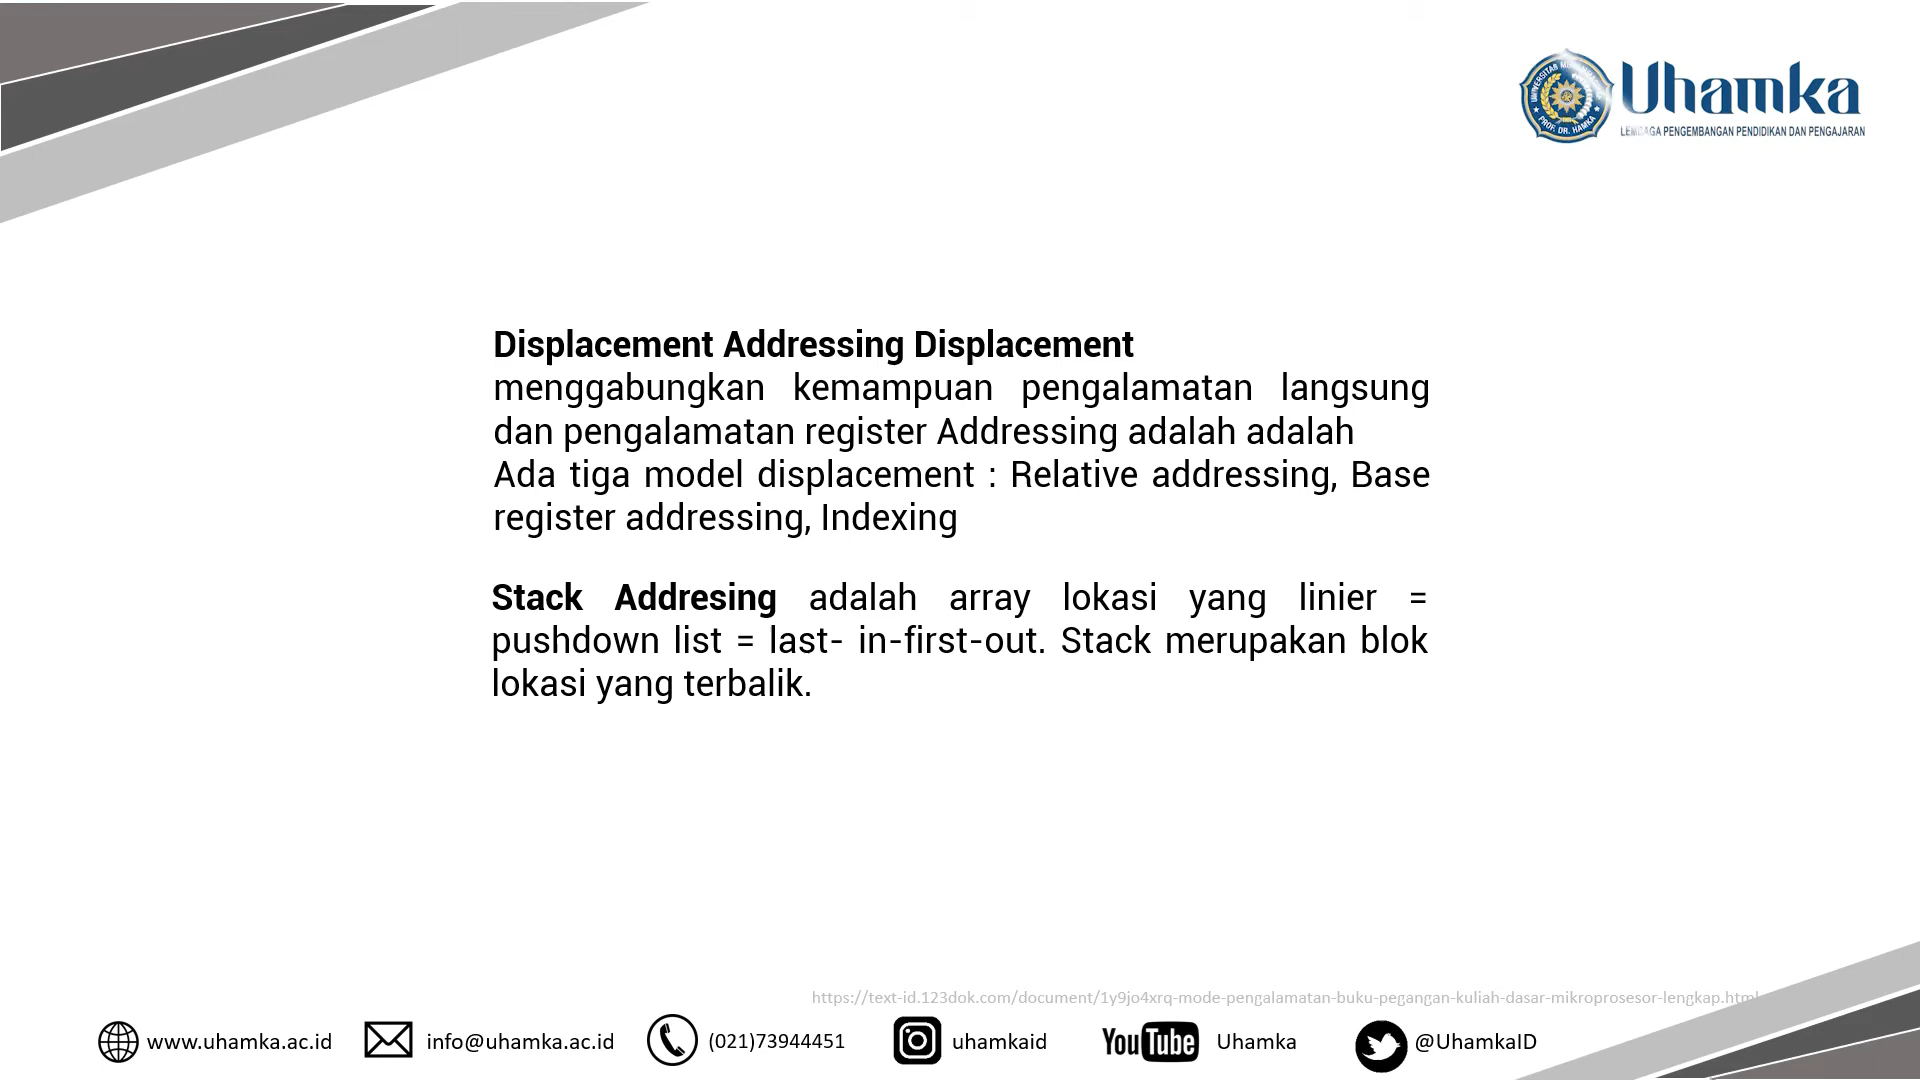 Uhamka
LEMBAGA PENGEMBANGAN PENDIDIKAN DAN PENGAJARAN
PROF. DR. HAMKA
Displacement Addressing Displacement
menggabungkan kemampuan pengalamatan langsung
dan pengalamatan register Addressing adalah adalah
Ada tiga model displacement : Relative addressing, Base
register addressing, Indexing
Stack Addresing adalah array lokasi yang linier =
pushdown list = last- in-first-out. Stack merupakan blok
lokasi yang terbalik.
https://text-id.123dok.com/document/1y9jo4xrq-mode-pengalamatan-buku-pegangan-kuliah-dasar-mikroprosesor-lengkap.html
www.uhamka.ac.id
info@uhamka.ac.id
(021)73944451
uhamkaid
YouTube
Uhamka
@UhamkaID